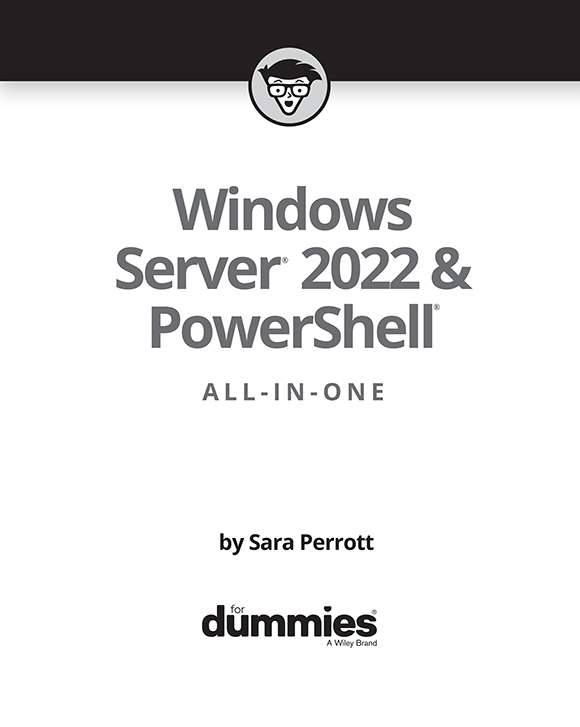 Windows
Server® 2022 &
PowerShell®
ALL-IN-ONE
by Sara Perrott
for
dummies®
A Wiley Brand